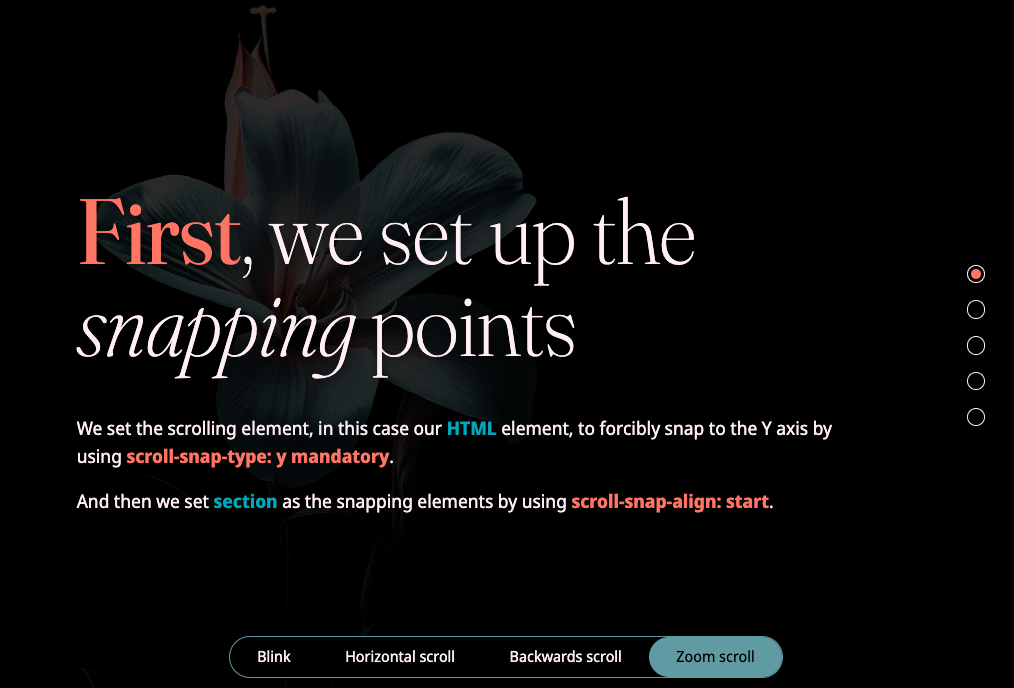 First, we set up the
snapping points
We set the scrolling element, in this case our HTML element, to forcibly snap to the Y axis by
using scroll-snap-type: y mandatory.
And then we set section as the snapping elements by using scroll-snap-align: start.
Blink Horizontal scroll Backwards scroll Zoom scroll